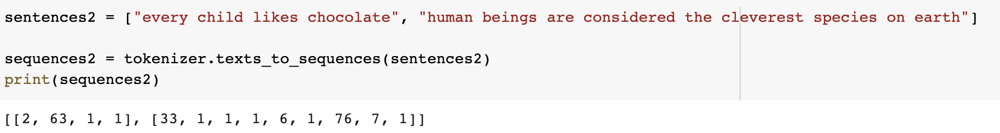 sentences2 = ["every child likes chocolate", "human beings are considered the cleverest species on earth"]
sequences2 = tokenizer.texts_to_sequences(sentences2)
print(sequences2)
[[2, 63, 1, 1], [33, 1, 1, 1, 6, 1, 76, 7, 1]]